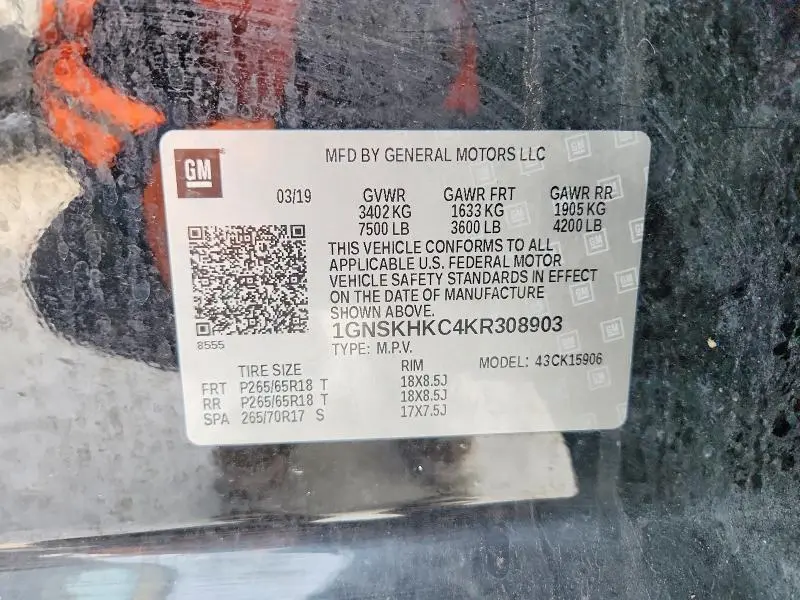 GM
MFD BY GENERAL MOTORS LLC
03/19 GVWR GAWR FRT GAWR RR
3402 KG 1633 KG 1905 KG
7500 LB 3600 LB 4200 LB
THIS VEHICLE CONFORMS TO ALL
APPLICABLE U.S. FEDERAL MOTOR
VEHICLE SAFETY STANDARDS IN EFFECT
ON THE DATE OF MANUFACTURE
SHOWN ABOVE.
1GNSKHKC4KR308903
8555
TYPE: M.P.V. MODEL: 43CK15906
TIRE SIZE RIM
FRT P265/65R18 T 18X8.5J
RR P265/65R18 T 18X8.5J
SPA 265/70R17 S 17X7.5J